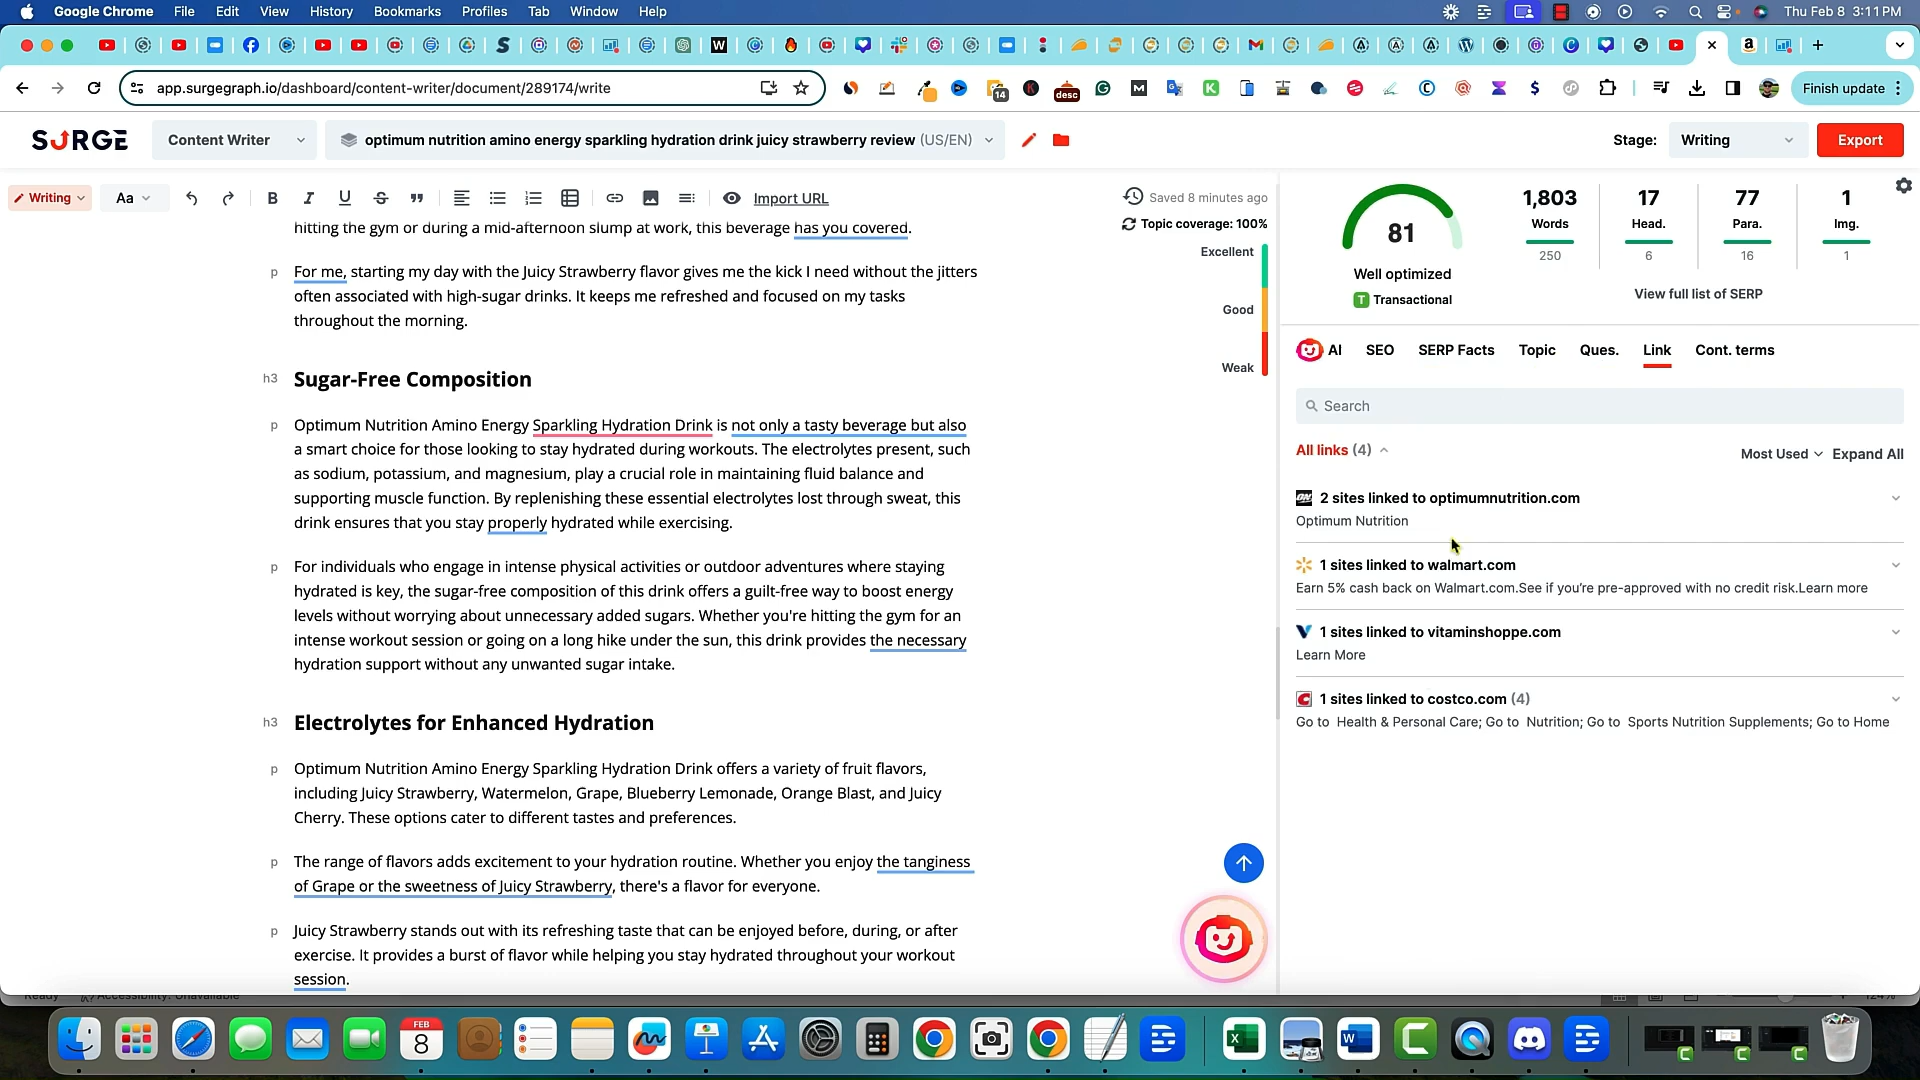 Google Chrome File Edit View History Bookmarks Profiles Tab Window Help
Thu Feb 8 3:11 PM
app.surgegraph.io/dashboard/content-writer/document/289174/write
14
desc
Finish update
SURGE
Content Writer
optimum nutrition amino energy sparkling hydration drink juicy strawberry review (US/EN)
Stage:
Writing
Export
Writing
Aa
B I U S
Import URL
Saved 8 minutes ago
Topic coverage: 100%
Excellent
Good
Weak
hitting the gym or during a mid-afternoon slump at work, this beverage has you covered.
p
For me, starting my day with the Juicy Strawberry flavor gives me the kick I need without the jitters
often associated with high-sugar drinks. It keeps me refreshed and focused on my tasks
throughout the morning.
h3
Sugar-Free Composition
p
Optimum Nutrition Amino Energy Sparkling Hydration Drink is not only a tasty beverage but also
a smart choice for those looking to stay hydrated during workouts. The electrolytes present, such
as sodium, potassium, and magnesium, play a crucial role in maintaining fluid balance and
supporting muscle function. By replenishing these essential electrolytes lost through sweat, this
drink ensures that you stay properly hydrated while exercising.
p
For individuals who engage in intense physical activities or outdoor adventures where staying
hydrated is key, the sugar-free composition of this drink offers a guilt-free way to boost energy
levels without worrying about unnecessary added sugars. Whether you're hitting the gym for an
intense workout session or going on a long hike under the sun, this drink provides the necessary
hydration support without any unwanted sugar intake.
h3
Electrolytes for Enhanced Hydration
p
Optimum Nutrition Amino Energy Sparkling Hydration Drink offers a variety of fruit flavors,
including Juicy Strawberry, Watermelon, Grape, Blueberry Lemonade, Orange Blast, and Juicy
Cherry. These options cater to different tastes and preferences.
p
The range of flavors adds excitement to your hydration routine. Whether you enjoy the tanginess
of Grape or the sweetness of Juicy Strawberry, there's a flavor for everyone.
p
Juicy Strawberry stands out with its refreshing taste that can be enjoyed before, during, or after
exercise. It provides a burst of flavor while helping you stay hydrated throughout your workout
session.
81
Well optimized
T Transactional
1,803 17 77 1
Words Head. Para. Img.
250 6 16 1
View full list of SERP
AI SEO SERP Facts Topic Ques. Link Cont. terms
Search
All links (4)
Most Used
Expand All
2 sites linked to optimumnutrition.com
Optimum Nutrition
1 sites linked to walmart.com
Earn 5% cash back on Walmart.com.See if you're pre-approved with no credit risk.Learn more
1 sites linked to vitaminshoppe.com
Learn More
1 sites linked to costco.com (4)
Go to Health & Personal Care; Go to Nutrition; Go to Sports Nutrition Supplements; Go to Home
Ready
Accessibility: Unavailable
124%
FEB
8